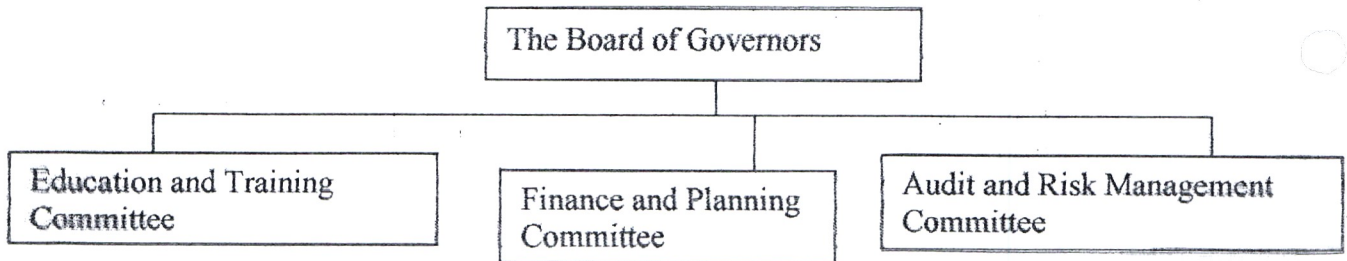 The Board of Governors
Education and Training
Committee
Finance and Planning
Committee
Audit and Risk Management
Committee